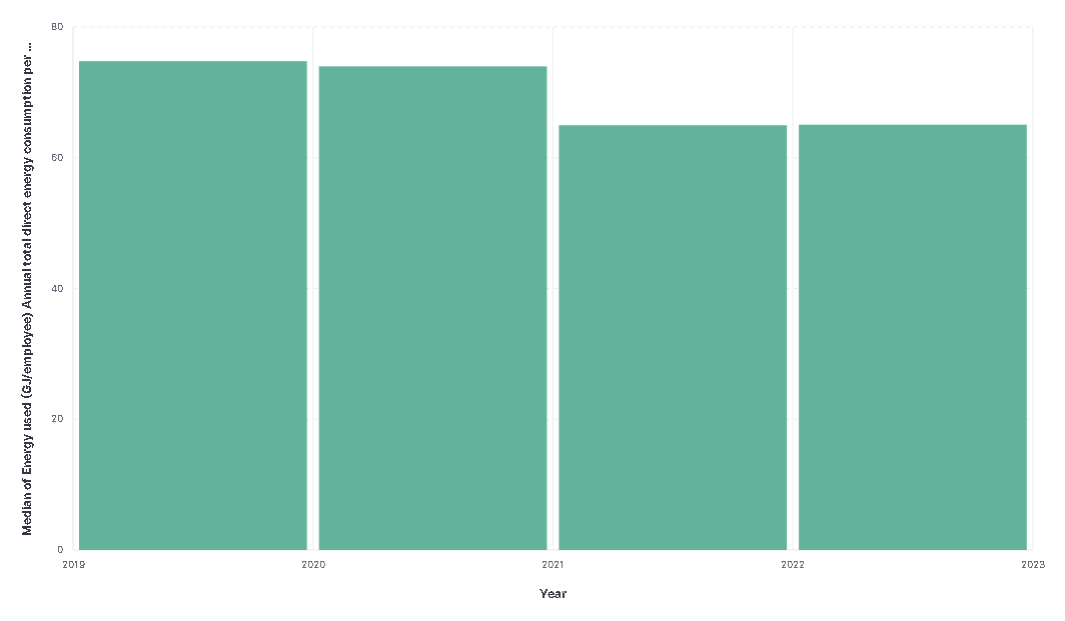 Median of Energy used (GJ/employee) Annual total direct energy consumption per ...
80
60
40
20
0
2019 2020 2021 2022 2023
Year